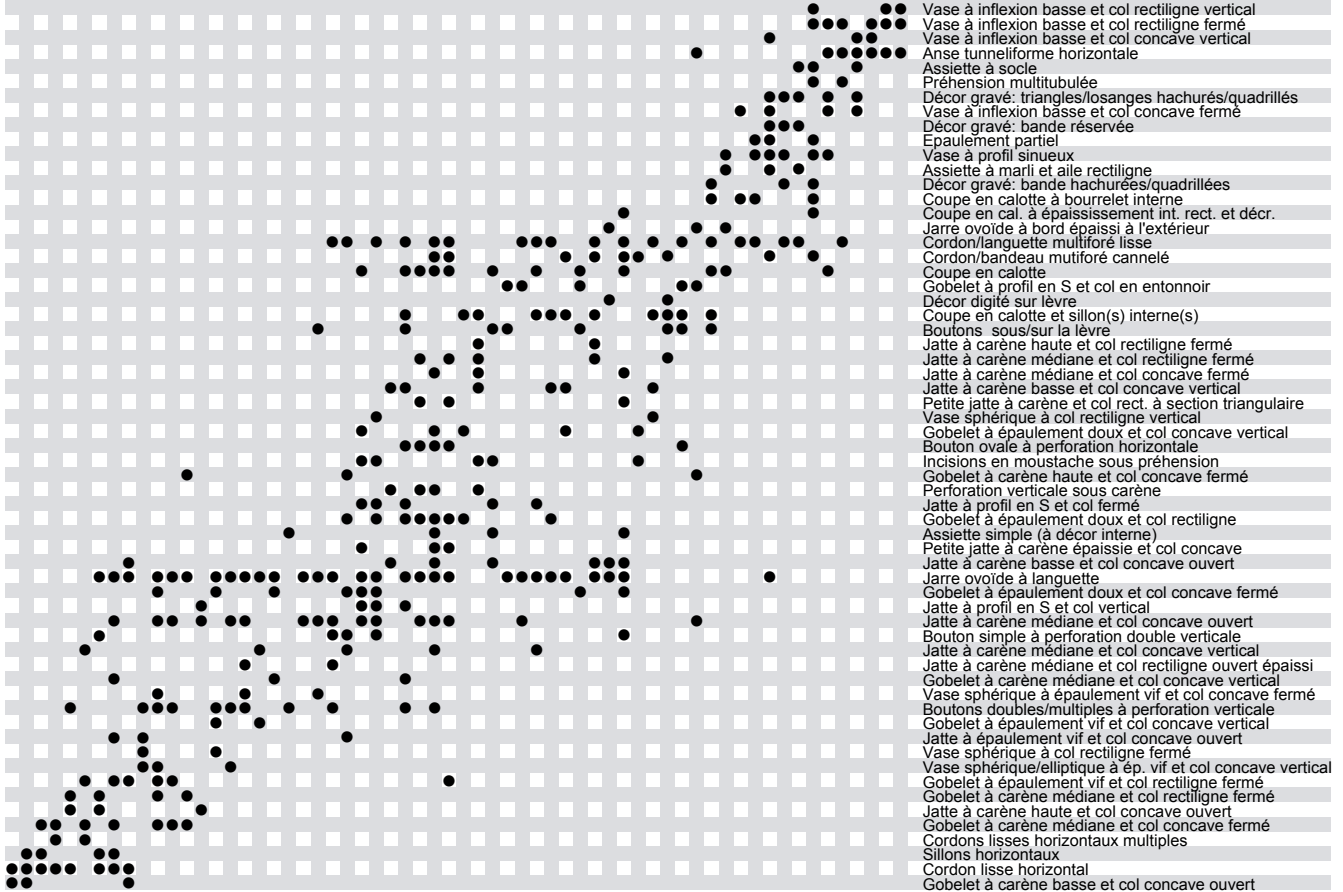 Vase à inflexion basse et col rectiligne vertical
Vase à inflexion basse et col rectiligne fermé
Vase à inflexion basse et col concave vertical
Anse tunneliforme horizontale
Assiette à socle
Préhension multitubulée
Décor gravé: triangles/losanges hachurés/quadrillés
Vase à inflexion basse et col concave fermé
Décor gravé: bande réservée
Epaulement partiel
Vase à profil sinueux
Assiette à marli et aile rectiligne
Décor gravé: bande hachurées/quadrillées
Coupe en calotte à bourrelet interne
Coupe en cal. à épaississement int. rect. et décr.
Jarre ovoïde à bord épaissi à l'extérieur
Cordon/languette multiforé lisse
Cordon/bandeau mutiforé cannelé
Coupe en calotte
Gobelet à profil en S et col en entonnoir
Décor digité sur lèvre
Coupe en calotte et sillon(s) interne(s)
Boutons sous/sur la lèvre
Jatte à carène haute et col rectiligne fermé
Jatte à carène médiane et col rectiligne fermé
Jatte à carène médiane et col concave fermé
Jatte à carène basse et col concave vertical
Petite jatte à carène et col rect. à section triangulaire
Vase sphérique à col rectiligne vertical
Gobelet à épaulement doux et col concave vertical
Bouton ovale à perforation horizontale
Incisions en moustache sous préhension
Gobelet à carène haute et col concave fermé
Perforation verticale sous carène
Jatte à profil en S et col fermé
Gobelet à épaulement doux et col rectiligne
Assiette simple (à décor interne)
Petite jatte à carène épaissie et col concave
Jatte à carène basse et col concave ouvert
Jarre ovoïde à languette
Gobelet à épaulement doux et col concave fermé
Jatte à profil en S et col vertical
Jatte à carène médiane et col concave ouvert
Bouton simple à perforation double verticale
Jatte à carène médiane et col concave vertical
Jatte à carène médiane et col rectiligne ouvert épaissi
Gobelet à carène médiane et col concave vertical
Vase sphérique à épaulement vif et col concave fermé
Boutons doubles/multiples à perforation verticale
Gobelet à épaulement vif et col concave vertical
Jatte à épaulement vif et col concave ouvert
Vase sphérique à col rectiligne fermé
Vase sphérique/elliptique à ép. vif et col concave vertical
Gobelet à épaulement vif et col rectiligne fermé
Gobelet à carène médiane et col rectiligne fermé
Jatte à carène haute et col concave ouvert
Gobelet à carène médiane et col concave fermé
Cordons lisses horizontaux multiples
Sillons horizontaux
Cordon lisse horizontal
Gobelet à carène basse et col concave ouvert